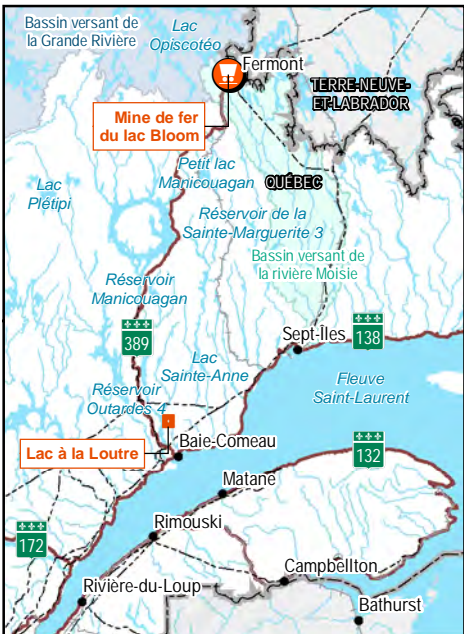 Bassin versant de
la Grande Rivière
Lac
Opiscotéo
Fermont
TERRE-NEUVE-
ET-LABRADOR
Mine de fer
du lac Bloom
Petit lac
Manicouagan
QUÉBEC
Lac
Plétipi
Réservoir de la
Sainte-Marguerite 3
Bassin versant de
la rivière Moisie
Réservoir
Manicouagan
389
Sept-Îles
138
Lac
Sainte-Anne
Fleuve
Saint-Laurent
Réservoir
Outardes 4
Lac à la Loutre
Baie-Comeau
132
Matane
172
Rimouski
Campbellton
Rivière-du-Loup
Bathurst